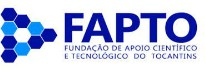 FAPTO
FUNDAÇÃO DE APOIO CIENTÍFICO
E TECNOLÓGICO DO TOCANTINS